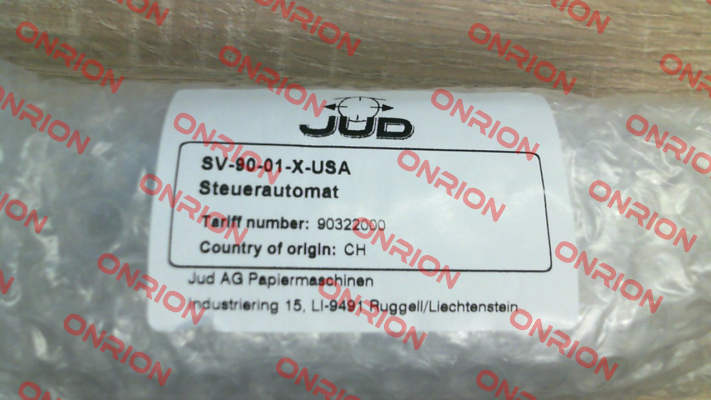 JUD
SV-90-01-X-USA
Steuerautomat
Tariff number: 90322000
Country of origin: CH
Jud AG Papiermaschinen
Industriering 15, LI-9491 Ruggell/Liechtenstein
ONRION